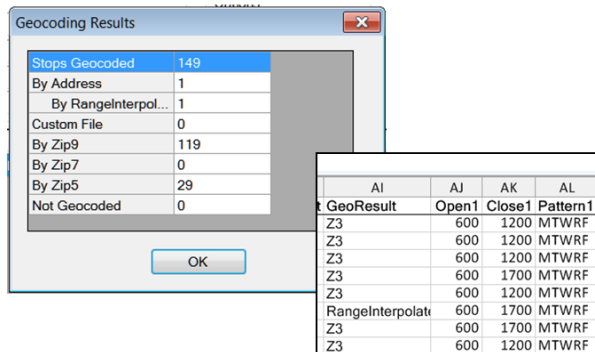 Geocoding Results
Stops Geocoded 149
By Address 1
By RangeInterpol... 1
Custom File 0
By Zip9 119
By Zip7 0
By Zip5 29
Not Geocoded 0
OK
AI AJ AK AL
t GeoResult Open1 Close1 Pattern1
Z3 600 1200 MTWRF
Z3 600 1200 MTWRF
Z3 600 1200 MTWRF
Z3 600 1700 MTWRF
Z3 600 1200 MTWRF
RangeInterpolate 600 1700 MTWRF
Z3 600 1700 MTWRF
Z3 600 1200 MTWRF